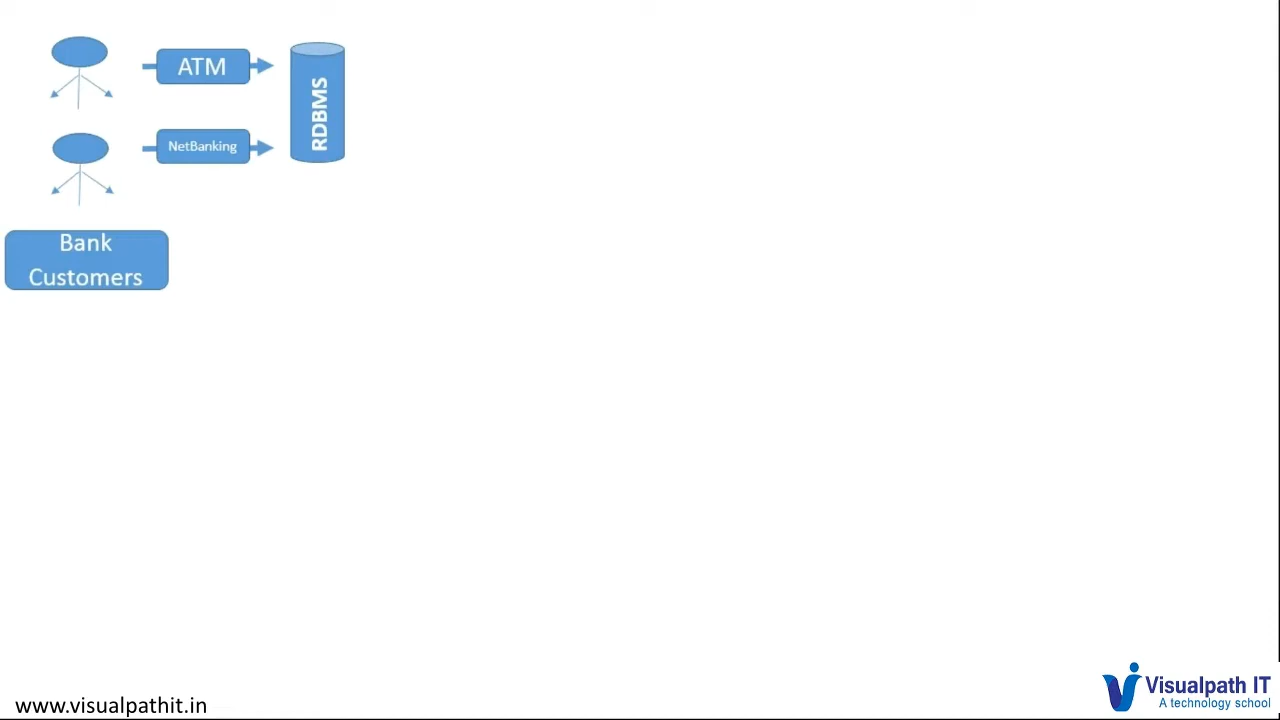 ATM
RDBMS
NetBanking
Bank
Customers
www.visualpathit.in
Visualpath IT
A technology school